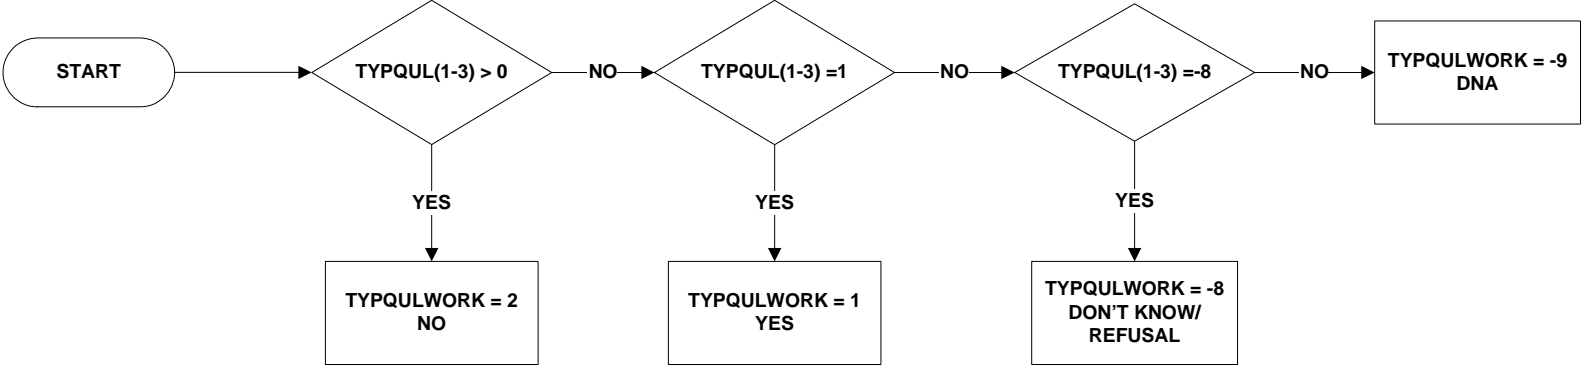 START
TYPQUL(1-3) > 0
NO
TYPQUL(1-3) =1
NO
TYPQUL(1-3) =-8
NO
TYPQULWORK = -9
DNA
YES
YES
YES
TYPQULWORK = 2
NO
TYPQULWORK = 1
YES
TYPQULWORK = -8
DON'T KNOW/
REFUSAL